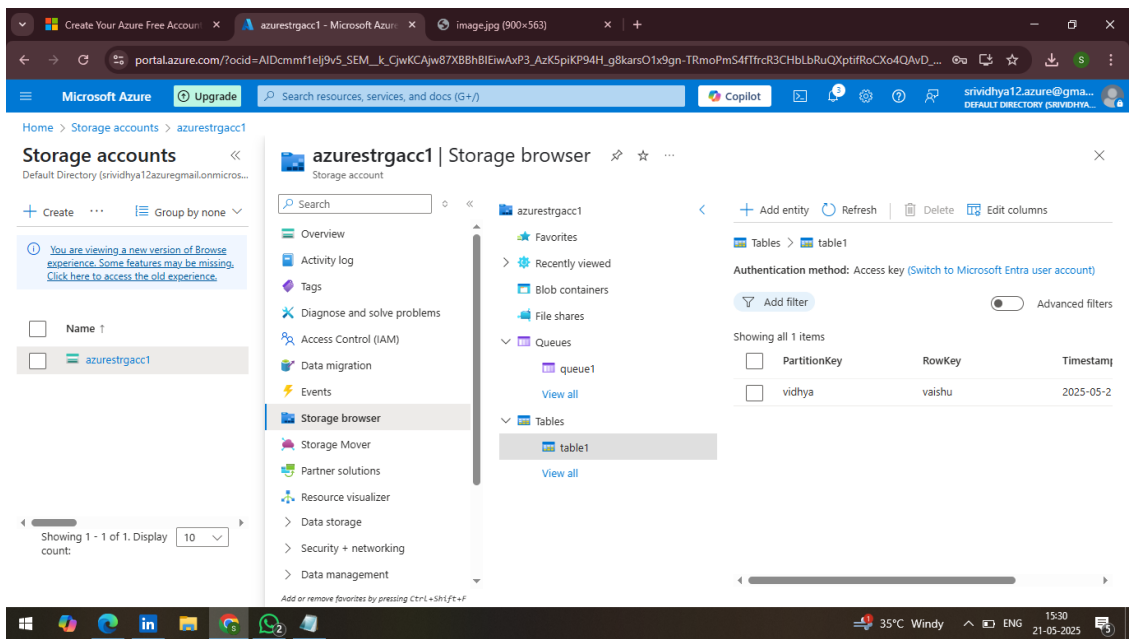 Create Your Azure Free Account
azurestrgacc1 - Microsoft Azure
image.jpg (900×563)
portal.azure.com/?ocid=AIDcmmf1elj9v5_SEM__k_CjwKCAjw87XBBhBIEiwAxP3_AzK5piKP94H_g8karsO1x9gn-TRmoPmS4fTfrcR3CHbLbRuQXptifRoCXo4QAvD_...
S
Microsoft Azure
Upgrade
Search resources, services, and docs (G+/)
Copilot
3
srividhya12.azure@gma...
DEFAULT DIRECTORY (SRIVIDHYA...
Home > Storage accounts > azurestrgacc1
Storage accounts
Default Directory (srividhya12azuregmail.onmicros...
+ Create ... Group by none
You are viewing a new version of Browse
experience. Some features may be missing.
Click here to access the old experience.
Name ↑
azurestrgacc1
Showing 1 - 1 of 1. Display
count:
10
azurestrgacc1 | Storage browser
Storage account
Search
Overview
Activity log
Tags
Diagnose and solve problems
Access Control (IAM)
Data migration
Events
Storage browser
Storage Mover
Partner solutions
Resource visualizer
Data storage
Security + networking
Data management
Add or remove favorites by pressing Ctrl+Shift+F
azurestrgacc1
Favorites
Recently viewed
Blob containers
File shares
Queues
queue1
View all
Tables
table1
View all
+ Add entity Refresh Delete Edit columns
Tables > table1
Authentication method: Access key (Switch to Microsoft Entra user account)
Add filter
Advanced filters
Showing all 1 items
PartitionKey RowKey Timestamp
vidhya vaishu 2025-05-2
in
2
35°C Windy
ENG
15:30
21-05-2025
5